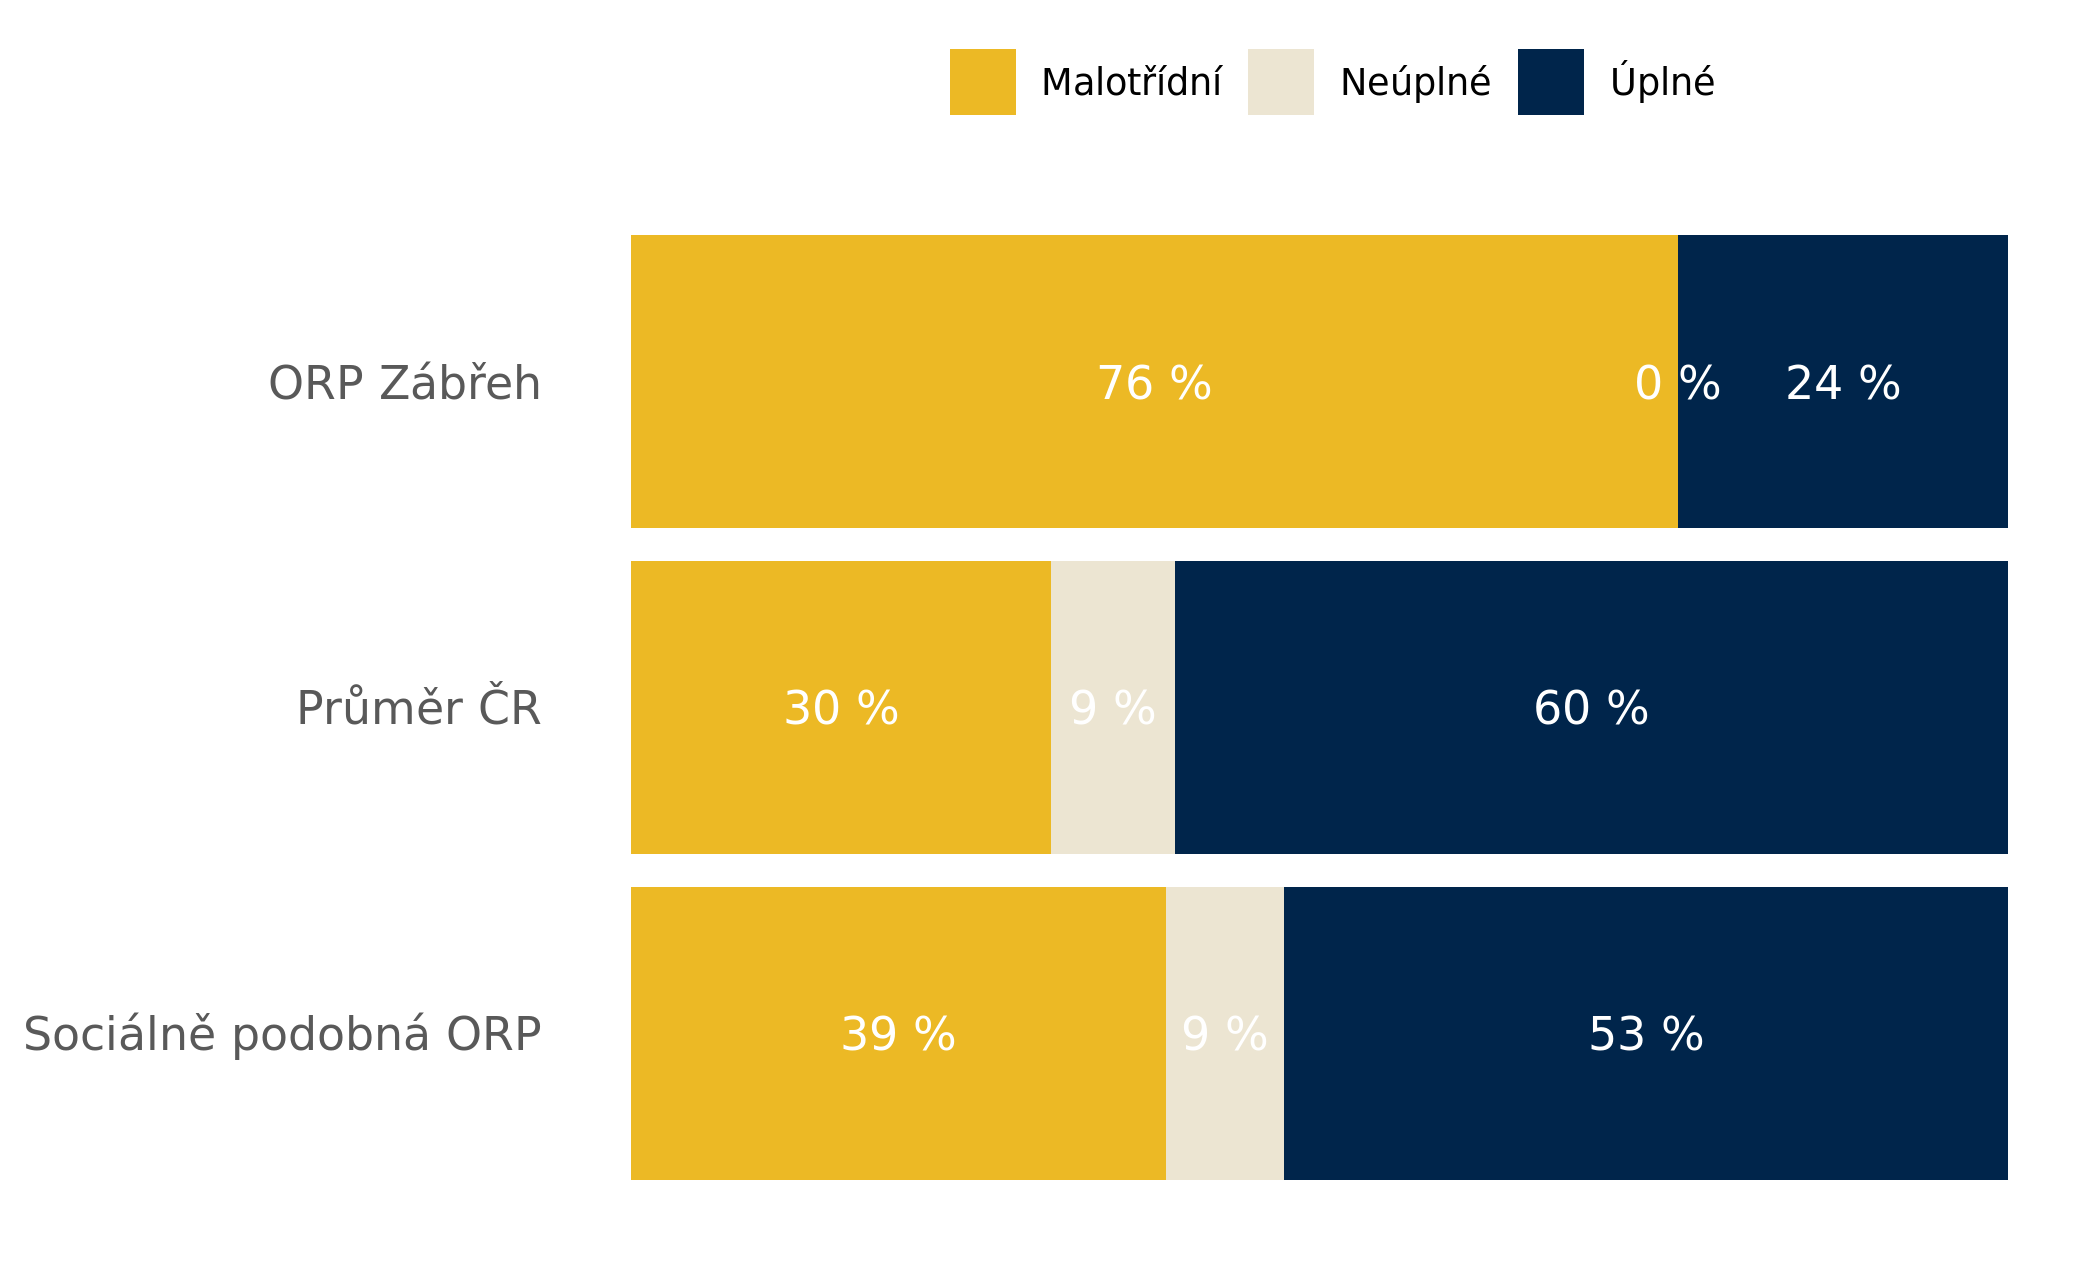 Malotřídní Neúplné Úplné
ORP Zábřeh 76 % 0 % 24 %
Průměr ČR 30 % 9 % 60 %
Sociálně podobná ORP 39 % 9 % 53 %